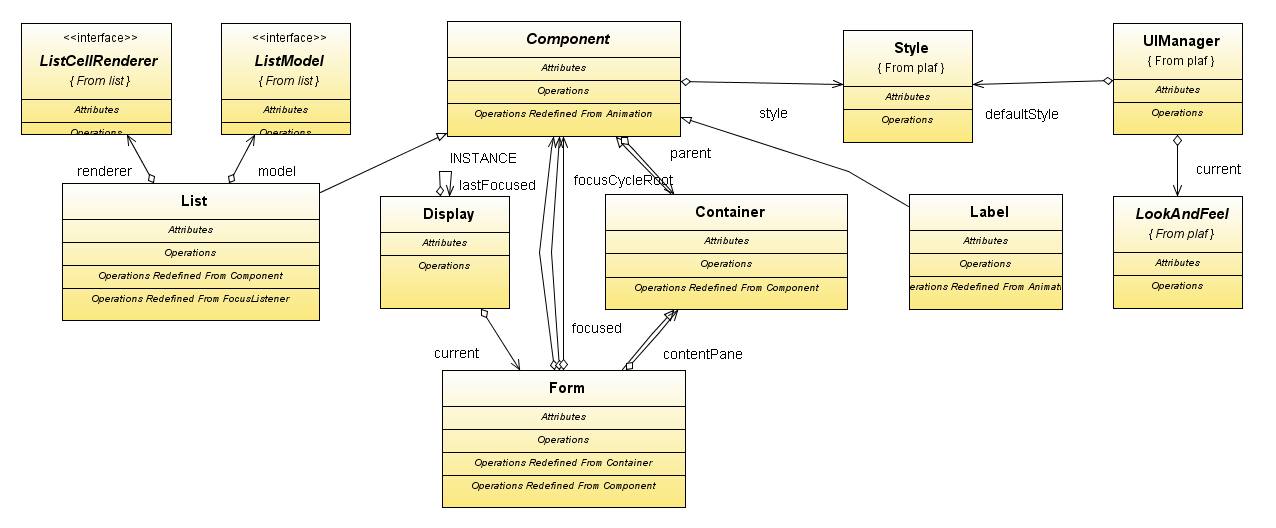 <<interface>>
ListCellRenderer
{ From list }
Attributes
Operations
<<interface>>
ListModel
{ From list }
Attributes
Operations
Component
Attributes
Operations
Operations Redefined From Animation
Style
{ From plaf }
Attributes
Operations
UIManager
{ From plaf }
Attributes
Operations
style
defaultStyle
renderer
model
INSTANCE
lastFocused
focusCycleRoot
parent
current
List
Attributes
Operations
Operations Redefined From Component
Operations Redefined From FocusListener
Display
Attributes
Operations
Container
Attributes
Operations
Operations Redefined From Component
Label
Attributes
Operations
erations Redefined From Animati
LookAndFeel
{ From plaf }
Attributes
Operations
current
focused
contentPane
Form
Attributes
Operations
Operations Redefined From Container
Operations Redefined From Component